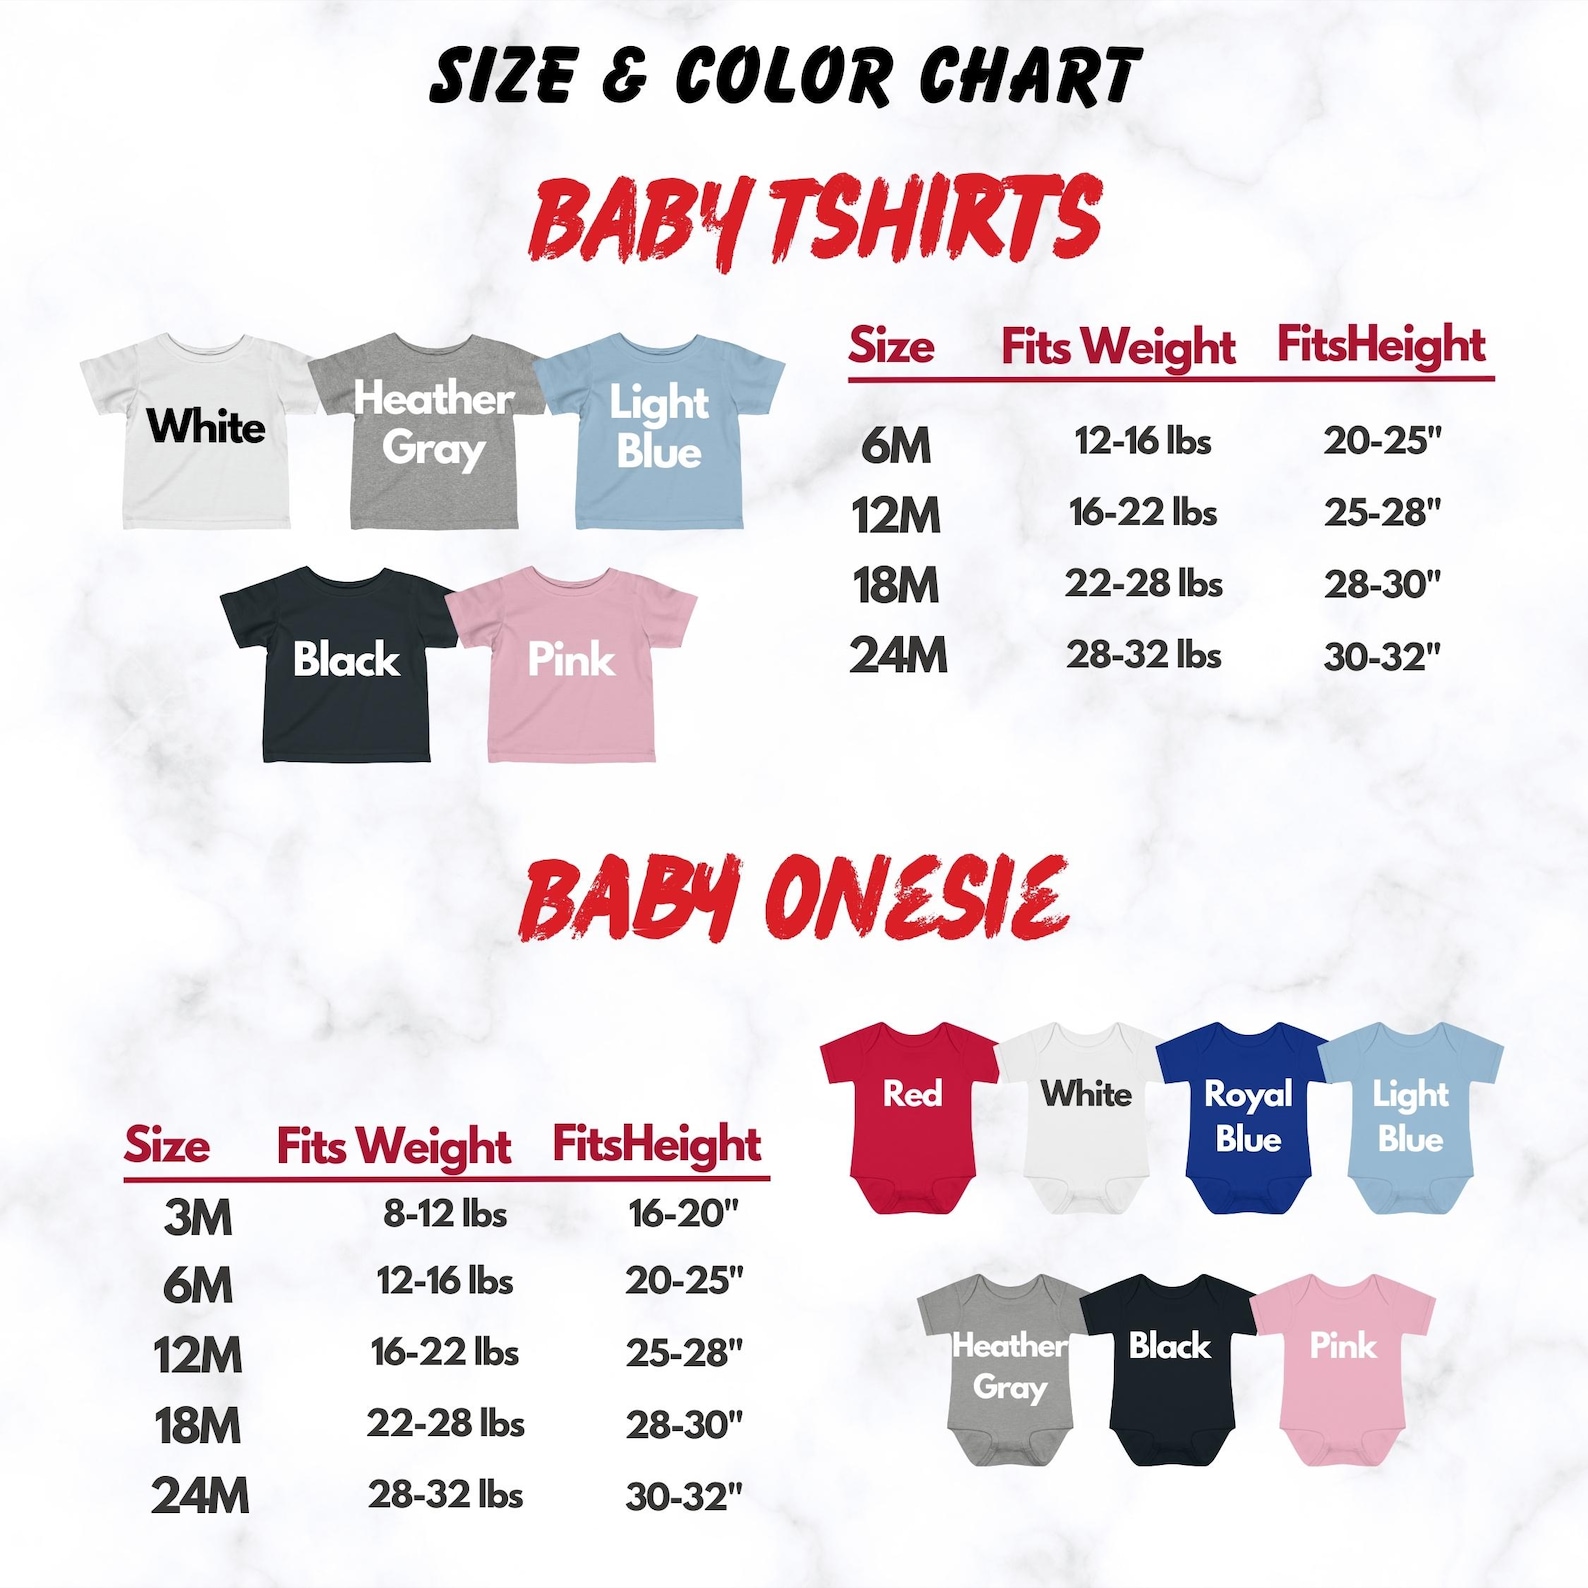 SIZE & COLOR CHART
BABY TSHIRTS
White
Heather
Gray
Light
Blue
Black
Pink
Size Fits Weight FitsHeight
6M 12-16 lbs 20-25"
12M 16-22 lbs 25-28"
18M 22-28 lbs 28-30"
24M 28-32 lbs 30-32"
BABY ONESIE
Size Fits Weight FitsHeight
3M 8-12 lbs 16-20"
6M 12-16 lbs 20-25"
12M 16-22 lbs 25-28"
18M 22-28 lbs 28-30"
24M 28-32 lbs 30-32"
Red
White
Royal
Blue
Light
Blue
Heather
Gray
Black
Pink